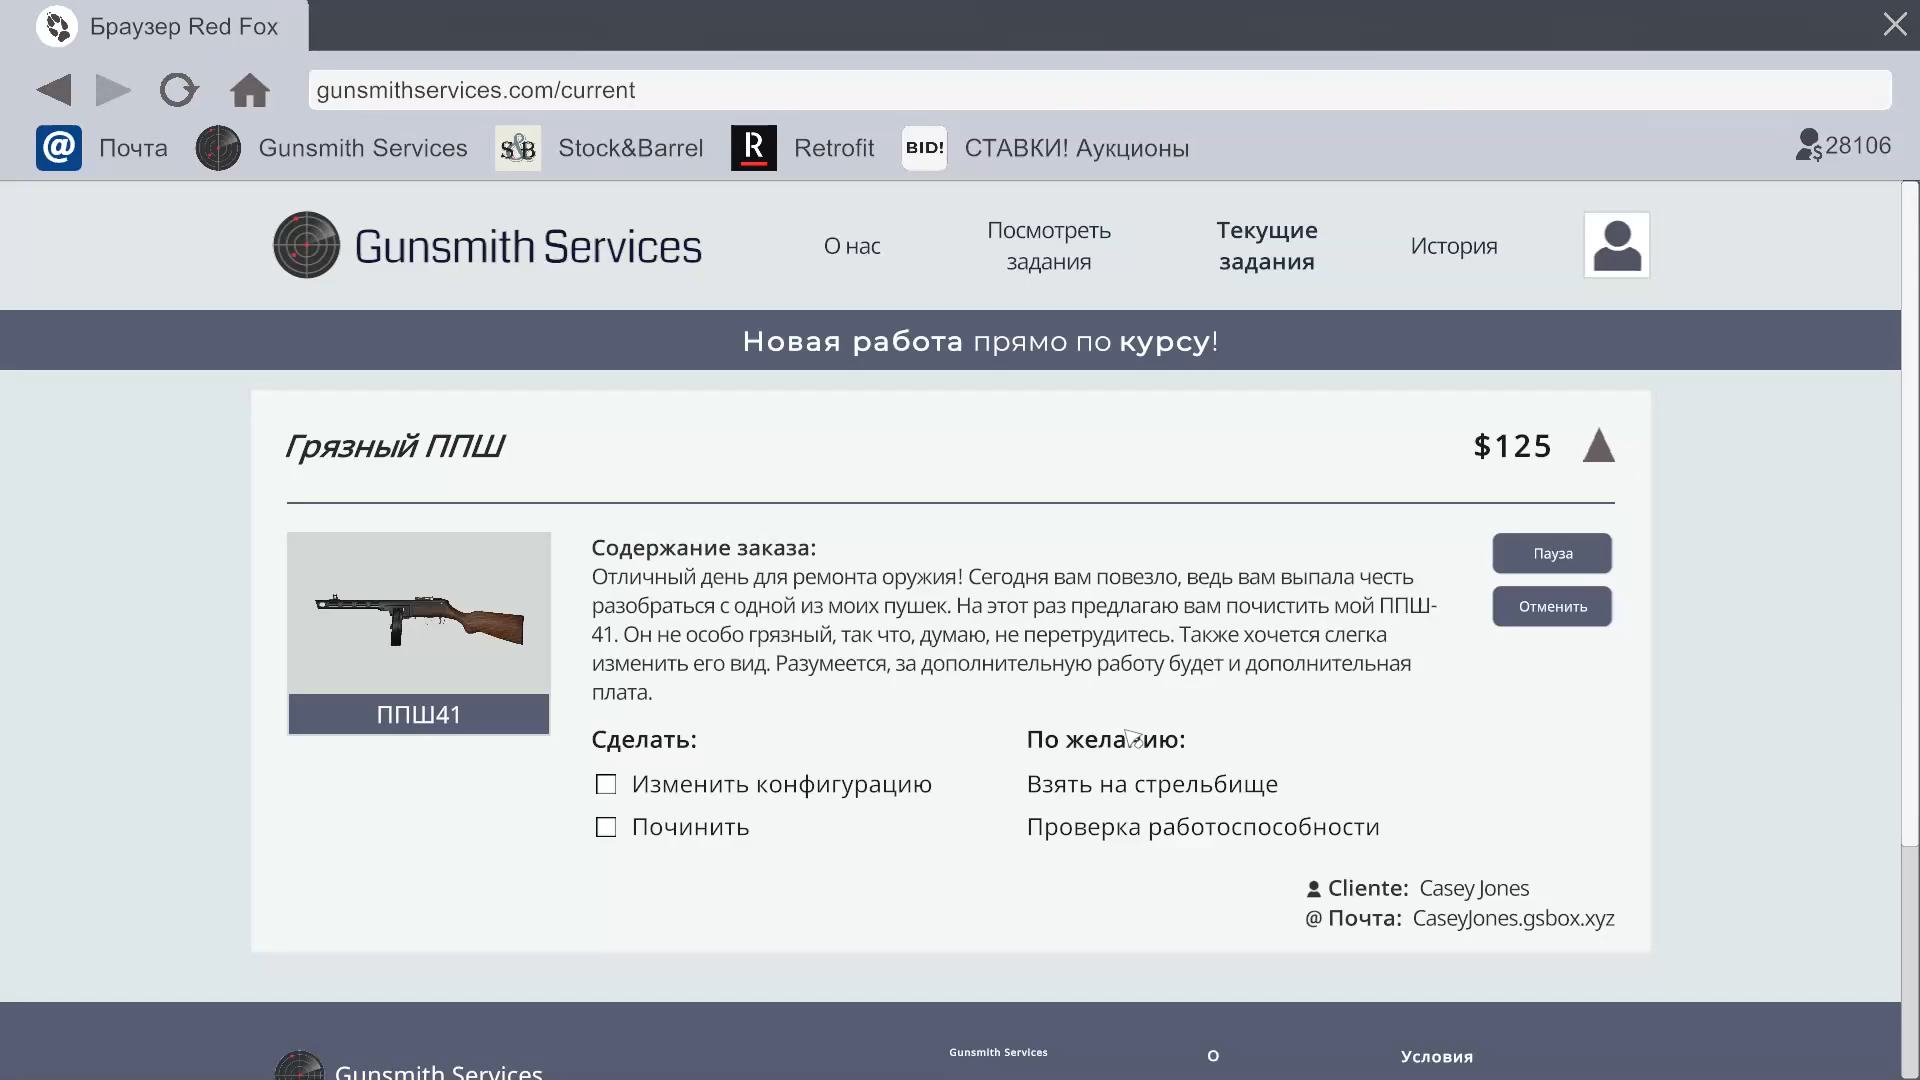 Браузер Red Fox
gunsmithservices.com/current
@ Почта Gunsmith Services S&B Stock&Barrel R Retrofit BID! СТАВКИ! Аукционы 28106
Gunsmith Services
О нас
Посмотреть
задания
Текущие
задания
История
Новая работа прямо по курсу!
Грязный ППШ
$125
ППШ41
Содержание заказа:
Отличный день для ремонта оружия! Сегодня вам повезло, ведь вам выпала честь
разобраться с одной из моих пушек. На этот раз предлагаю вам почистить мой ППШ-
41. Он не особо грязный, так что, думаю, не перетрудитесь. Также хочется слегка
изменить его вид. Разумеется, за дополнительную работу будет и дополнительная
плата.
Пауза
Отменить
Сделать:
Изменить конфигурацию
Починить
По желанию:
Взять на стрельбище
Проверка работоспособности
Cliente: Casey Jones
@ Почта: CaseyJones.gsbox.xyz
Gunsmith Services
Gunsmith Services
О
Условия